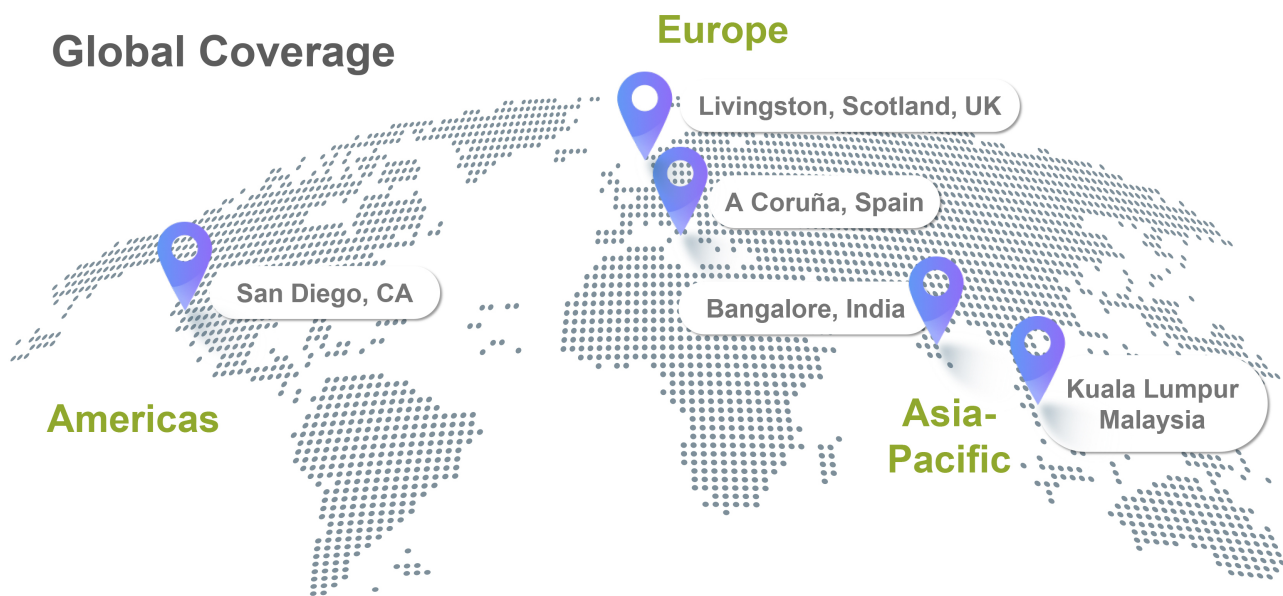 Global Coverage
Europe
Livingston, Scotland, UK
A Coruña, Spain
San Diego, CA
Bangalore, India
Americas
Asia-
Pacific
Kuala Lumpur
Malaysia